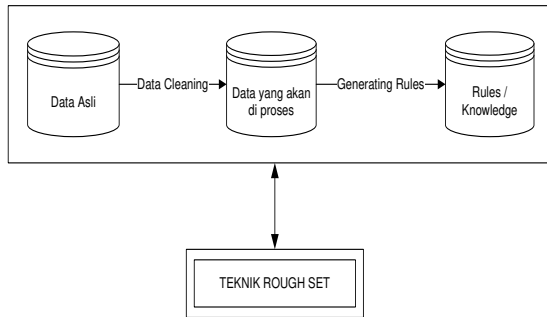 Data Asli
Data Cleaning
Data yang akan
di proses
Generating Rules
Rules /
Knowledge
TEKNIK ROUGH SET